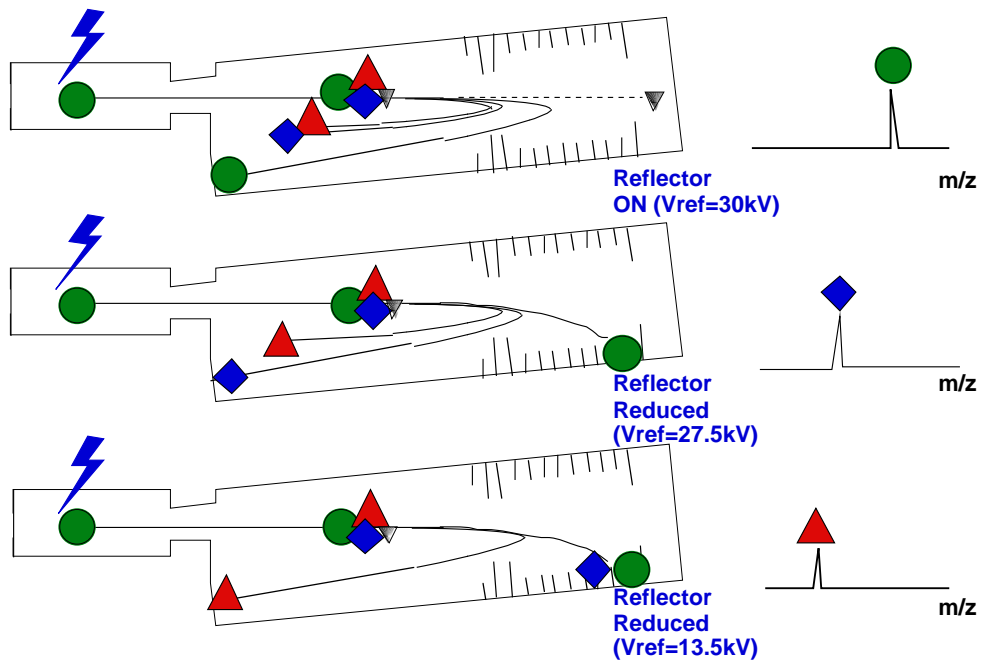 Reflector
ON (Vref=30kV)
m/z
Reflector
Reduced
(Vref=27.5kV)
m/z
Reflector
Reduced
(Vref=13.5kV)
m/z